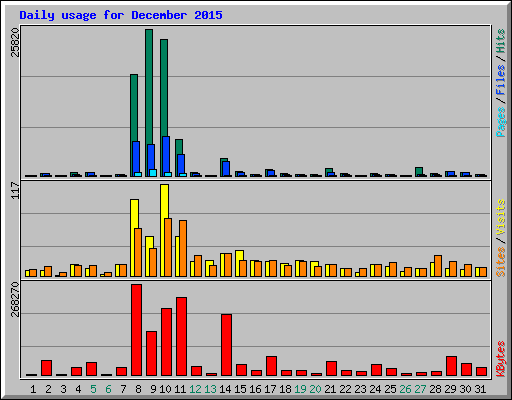 Daily usage for December 2015
25820
Pages / Files / Hits
117
Sites / Visits
268270
KBytes
1 2 3 4 5 6 7 8 9 10 11 12 13 14 15 16 17 18 19 20 21 22 23 24 25 26 27 28 29 30 31